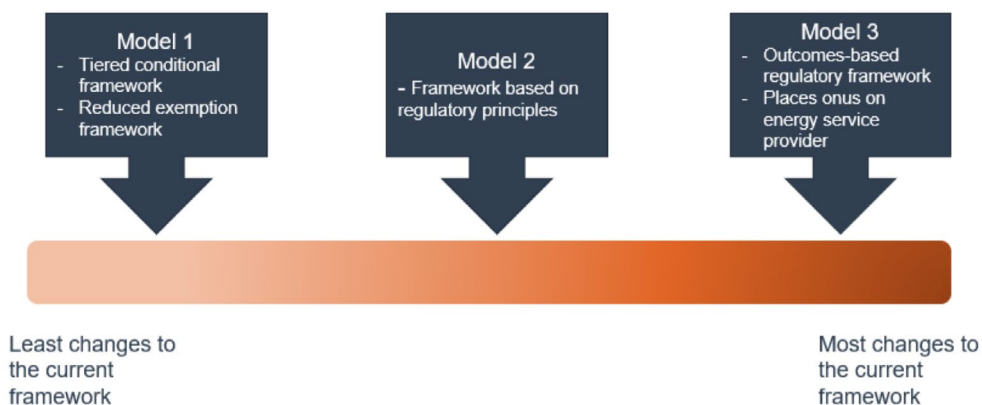 Model 1
- Tiered conditional
framework
- Reduced exemption
framework
Model 2
- Framework based on
regulatory principles
Model 3
- Outcomes-based
regulatory framework
- Places onus on
energy service
provider
Least changes to
the current
framework
Most changes to
the current
framework